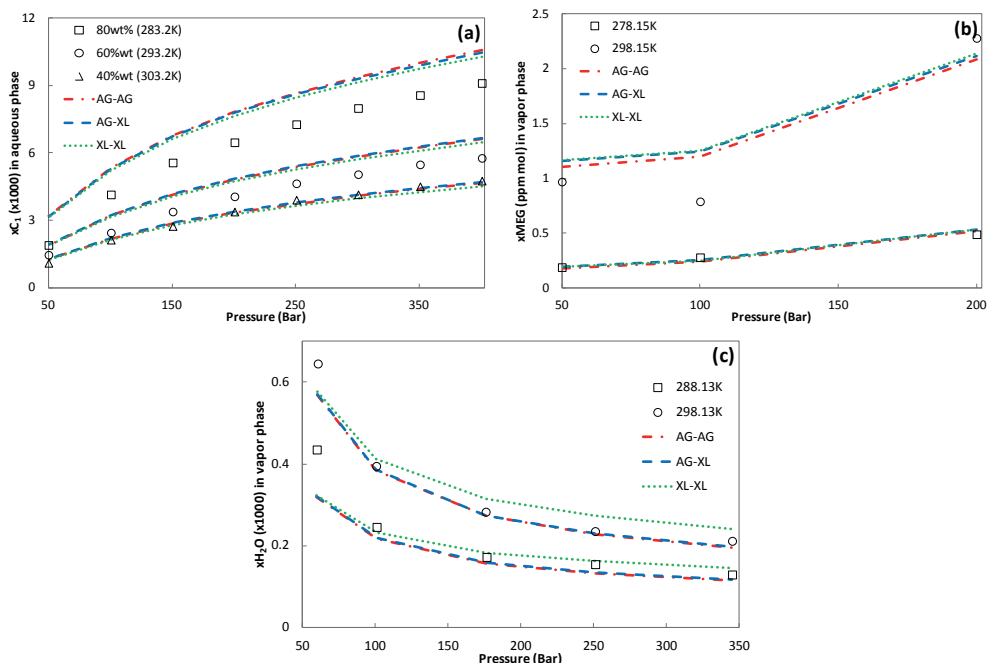 (a)
12
9
6
3
0
xC1 (x1000) in aqueous phase
80wt% (283.2K)
60%wt (293.2K)
40%wt (303.2K)
AG-AG
AG-XL
XL-XL
50
150
250
350
Pressure (Bar)
(b)
2.5
2
1.5
1
0.5
0
xMEG (ppm mol) in vapor phase
278.15K
298.15K
AG-AG
AG-XL
XL-XL
50
100
150
200
Pressure (Bar)
(c)
0.6
0.4
0.2
0
xH2O (x1000) in vapor phase
288.13K
298.13K
AG-AG
AG-XL
XL-XL
50
100
150
200
250
300
350
Pressure (Bar)